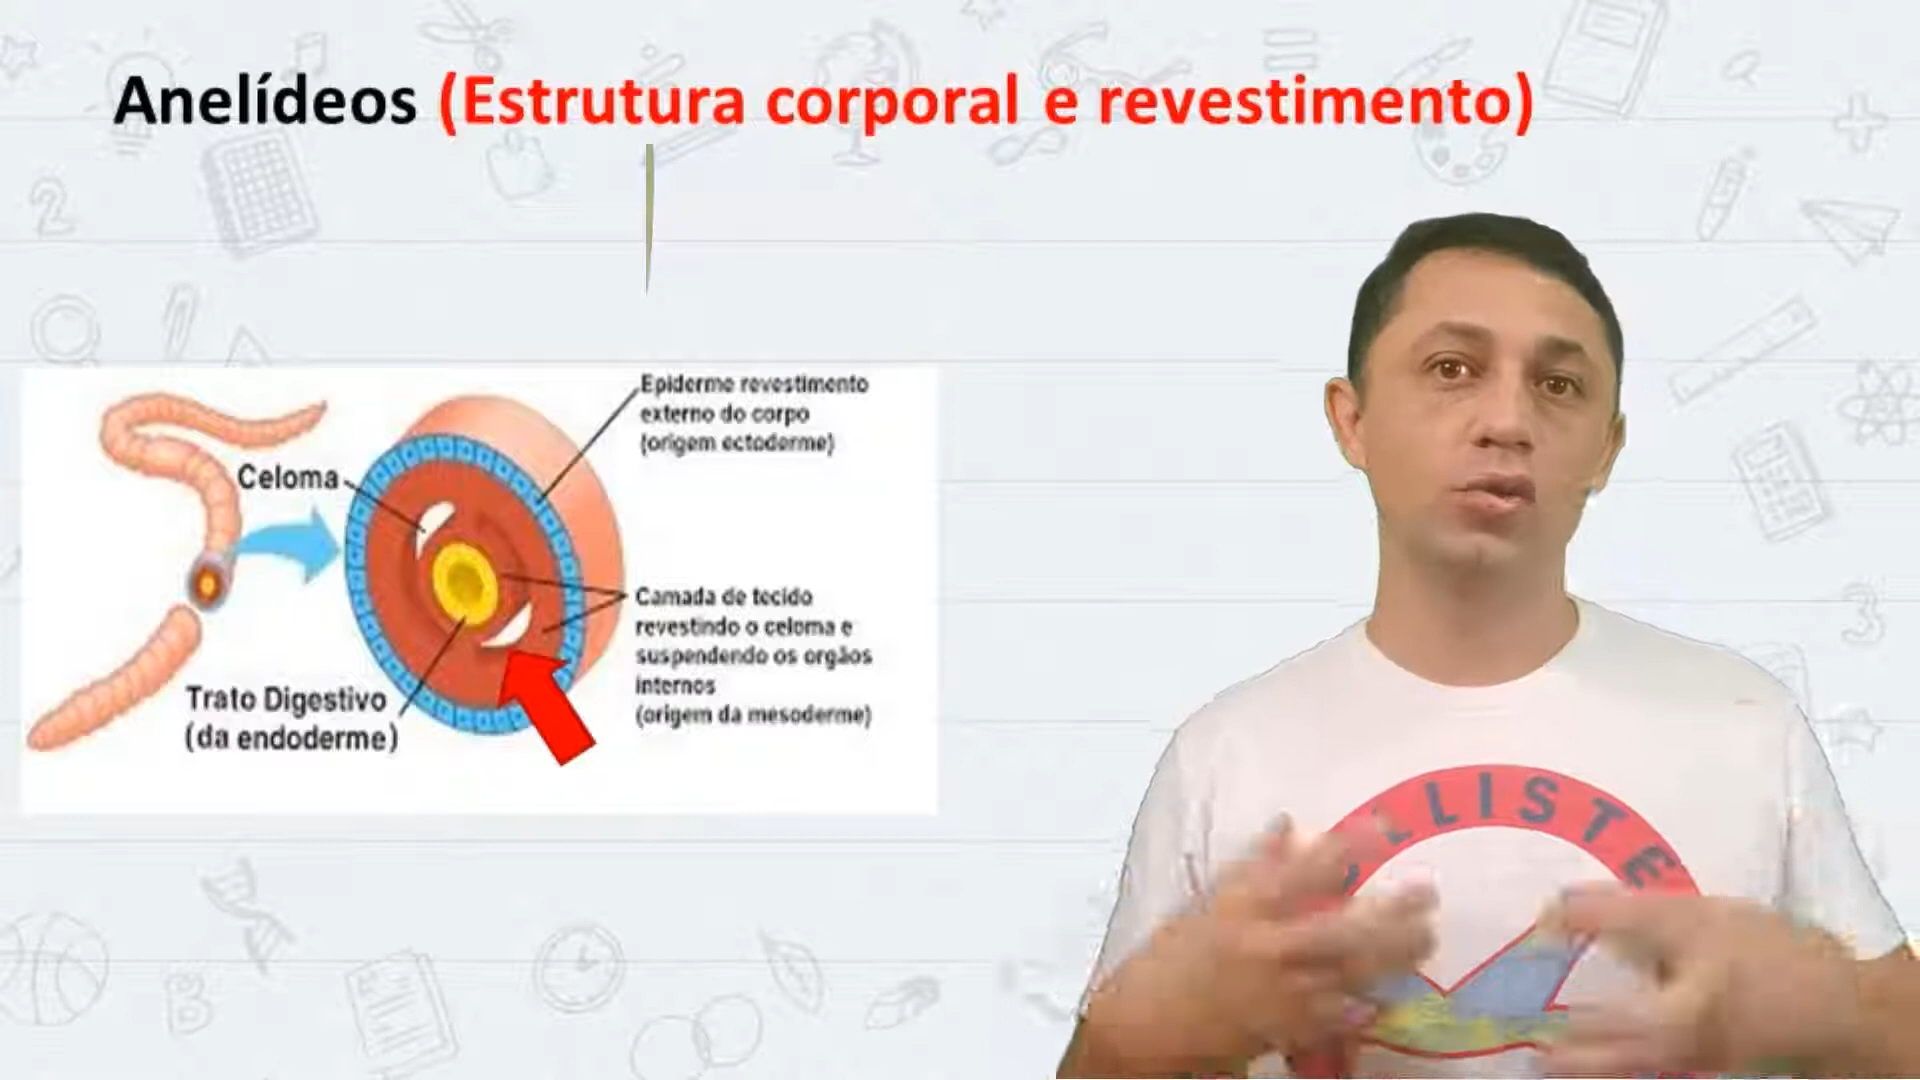 Anelídeos (Estrutura corporal e revestimento)
Epiderme revestimento
externo do corpo
(origem ectoderme)
Celoma
Camada de tecido
revestindo o celoma e
suspendendo os orgãos
internos
(origem da mesoderme)
Trato Digestivo
(da endoderme)
LLISTE